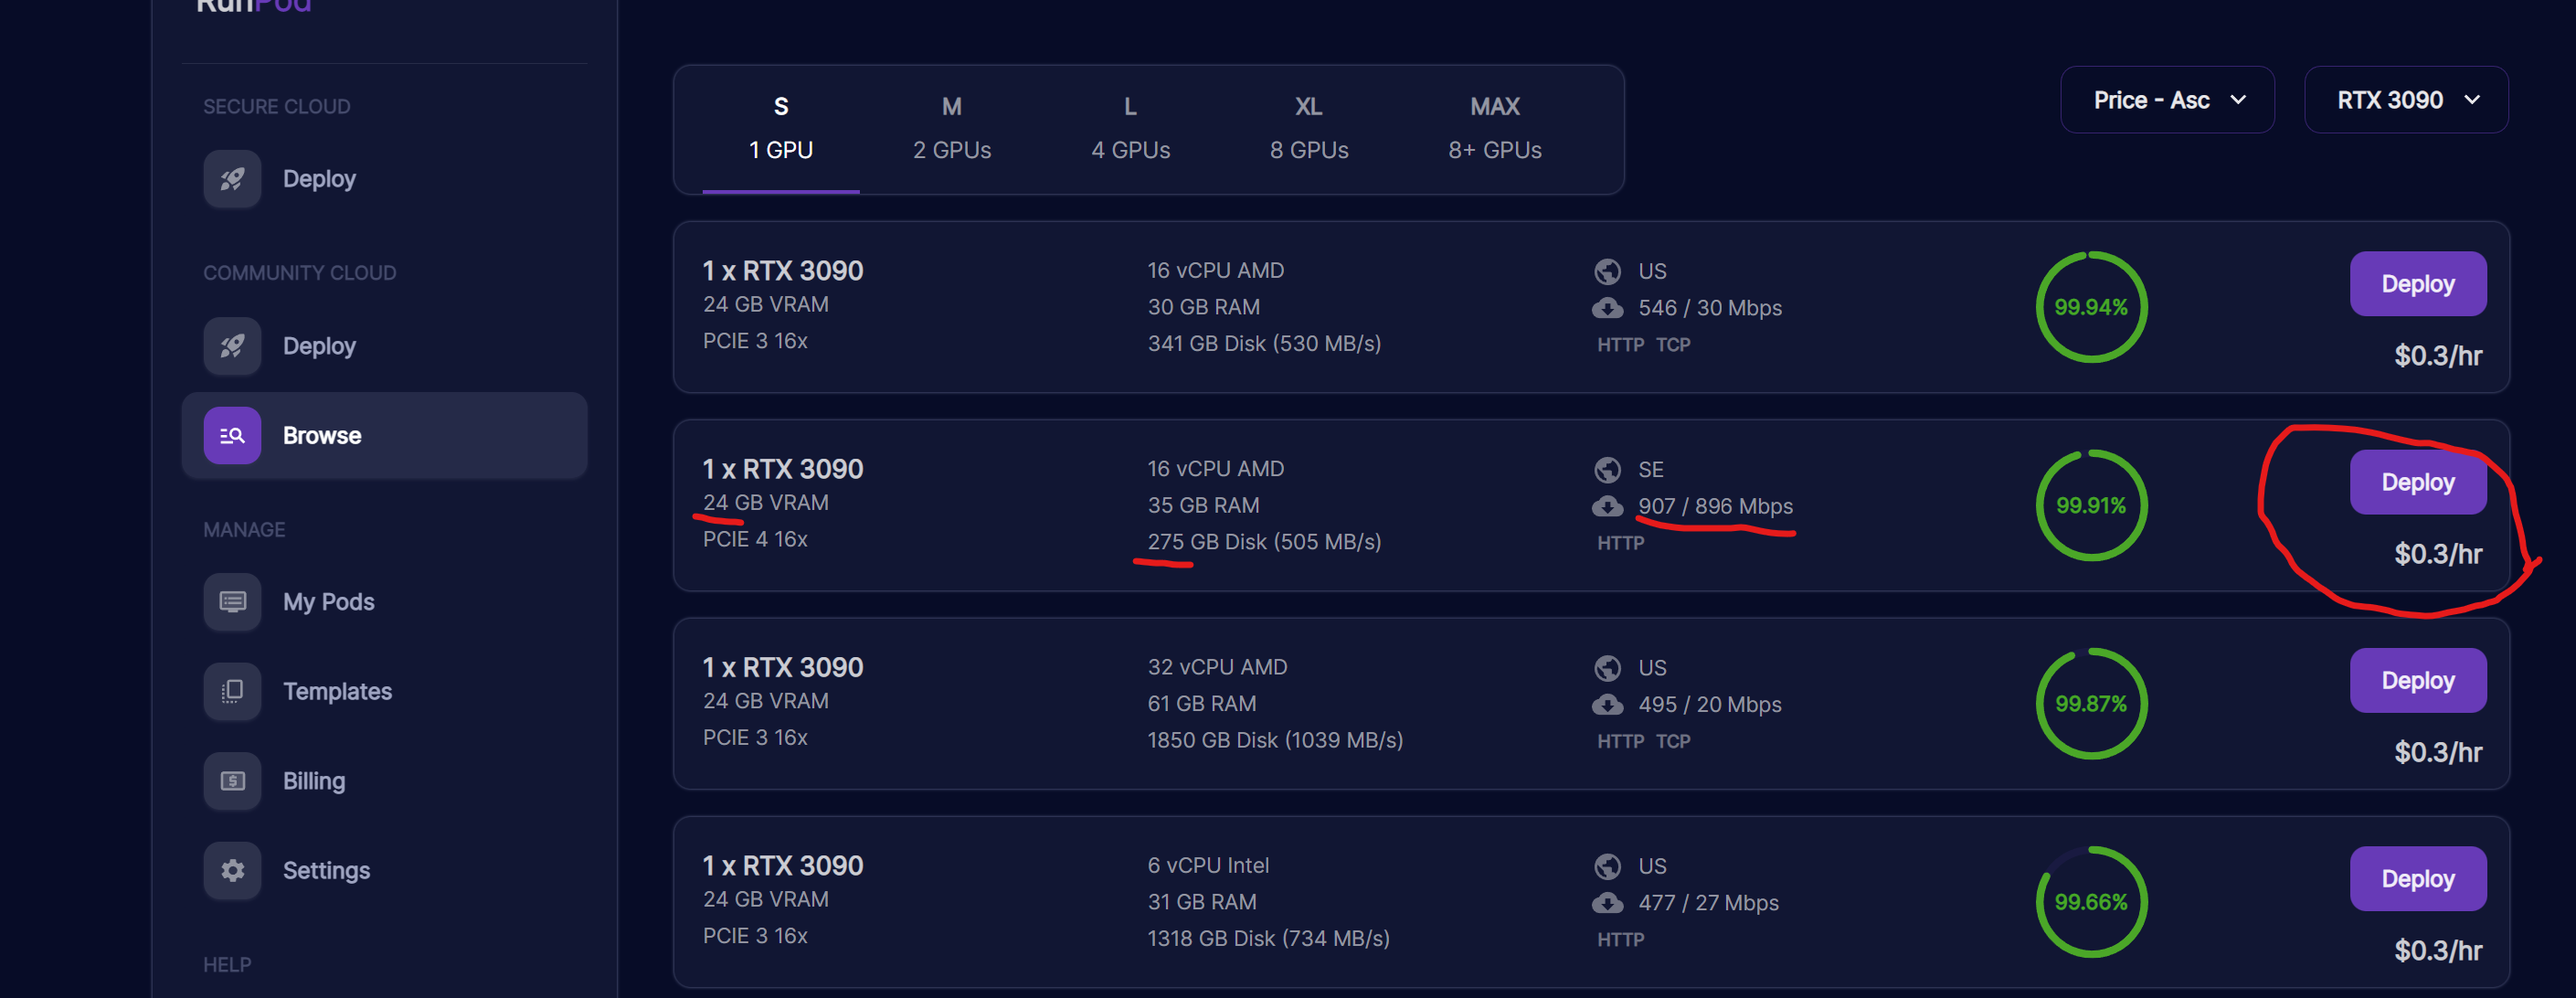 RunPod
SECURE CLOUD
Deploy
COMMUNITY CLOUD
Deploy
Browse
MANAGE
My Pods
Templates
Billing
Settings
HELP
S M L XL MAX
1 GPU 2 GPUs 4 GPUs 8 GPUs 8+ GPUs
Price - Asc
RTX 3090
1 x RTX 3090
24 GB VRAM
PCIE 3 16x
16 vCPU AMD
30 GB RAM
341 GB Disk (530 MB/s)
US
546 / 30 Mbps
HTTP TCP
99.94%
Deploy
$0.3/hr
1 x RTX 3090
24 GB VRAM
PCIE 4 16x
16 vCPU AMD
35 GB RAM
275 GB Disk (505 MB/s)
SE
907 / 896 Mbps
HTTP
99.91%
Deploy
$0.3/hr
1 x RTX 3090
24 GB VRAM
PCIE 3 16x
32 vCPU AMD
61 GB RAM
1850 GB Disk (1039 MB/s)
US
495 / 20 Mbps
HTTP TCP
99.87%
Deploy
$0.3/hr
1 x RTX 3090
24 GB VRAM
PCIE 3 16x
6 vCPU Intel
31 GB RAM
1318 GB Disk (734 MB/s)
US
477 / 27 Mbps
HTTP
99.66%
Deploy
$0.3/hr